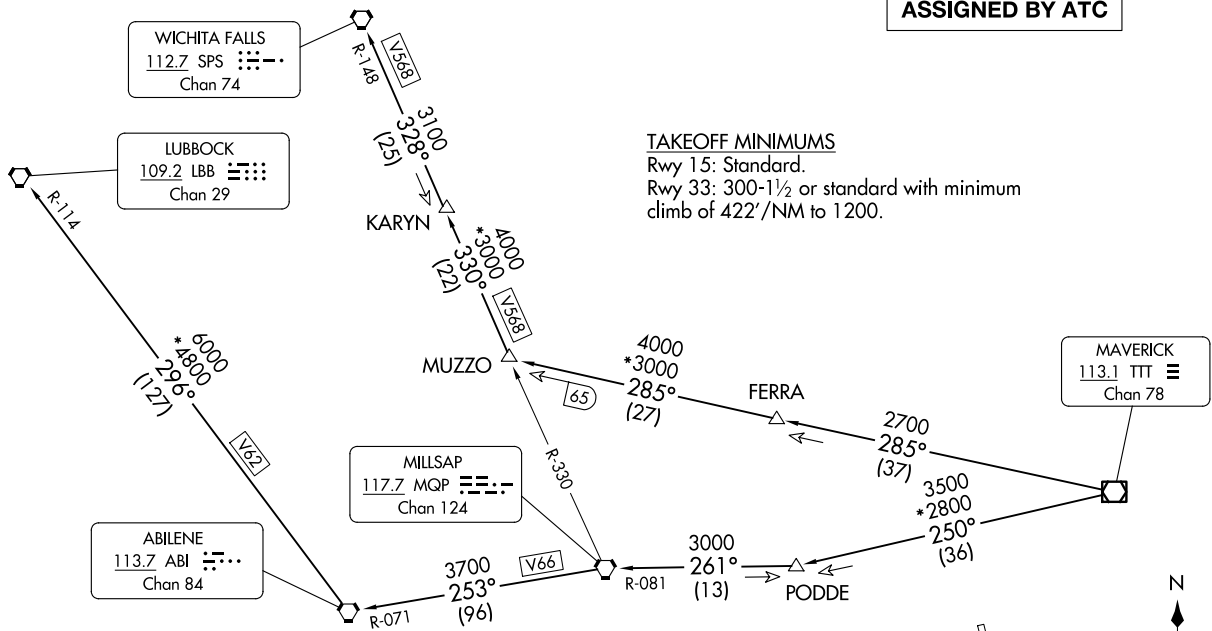 ASSIGNED BY ATC
WICHITA FALLS
112.7 SPS
Chan 74
R-148
V568
3100
328°
(25)
LUBBOCK
109.2 LBB
Chan 29
R-114
TAKEOFF MINIMUMS
Rwy 15: Standard.
Rwy 33: 300-1½ or standard with minimum
climb of 422'/NM to 1200.
KARYN
4000
*3000
330°
(22)
V568
MUZZO
4000
*3000
285°
(27)
65
FERRA
MAVERICK
113.1 TTT
Chan 78
2700
285°
(37)
6000
*4800
296°
(127)
V62
R-330
MILLSAP
117.7 MQP
Chan 124
3500
*2800
250°
(36)
ABILENE
113.7 ABI
Chan 84
3700
253°
(96)
V66
R-071
R-081
3000
261°
(13)
PODDE
N